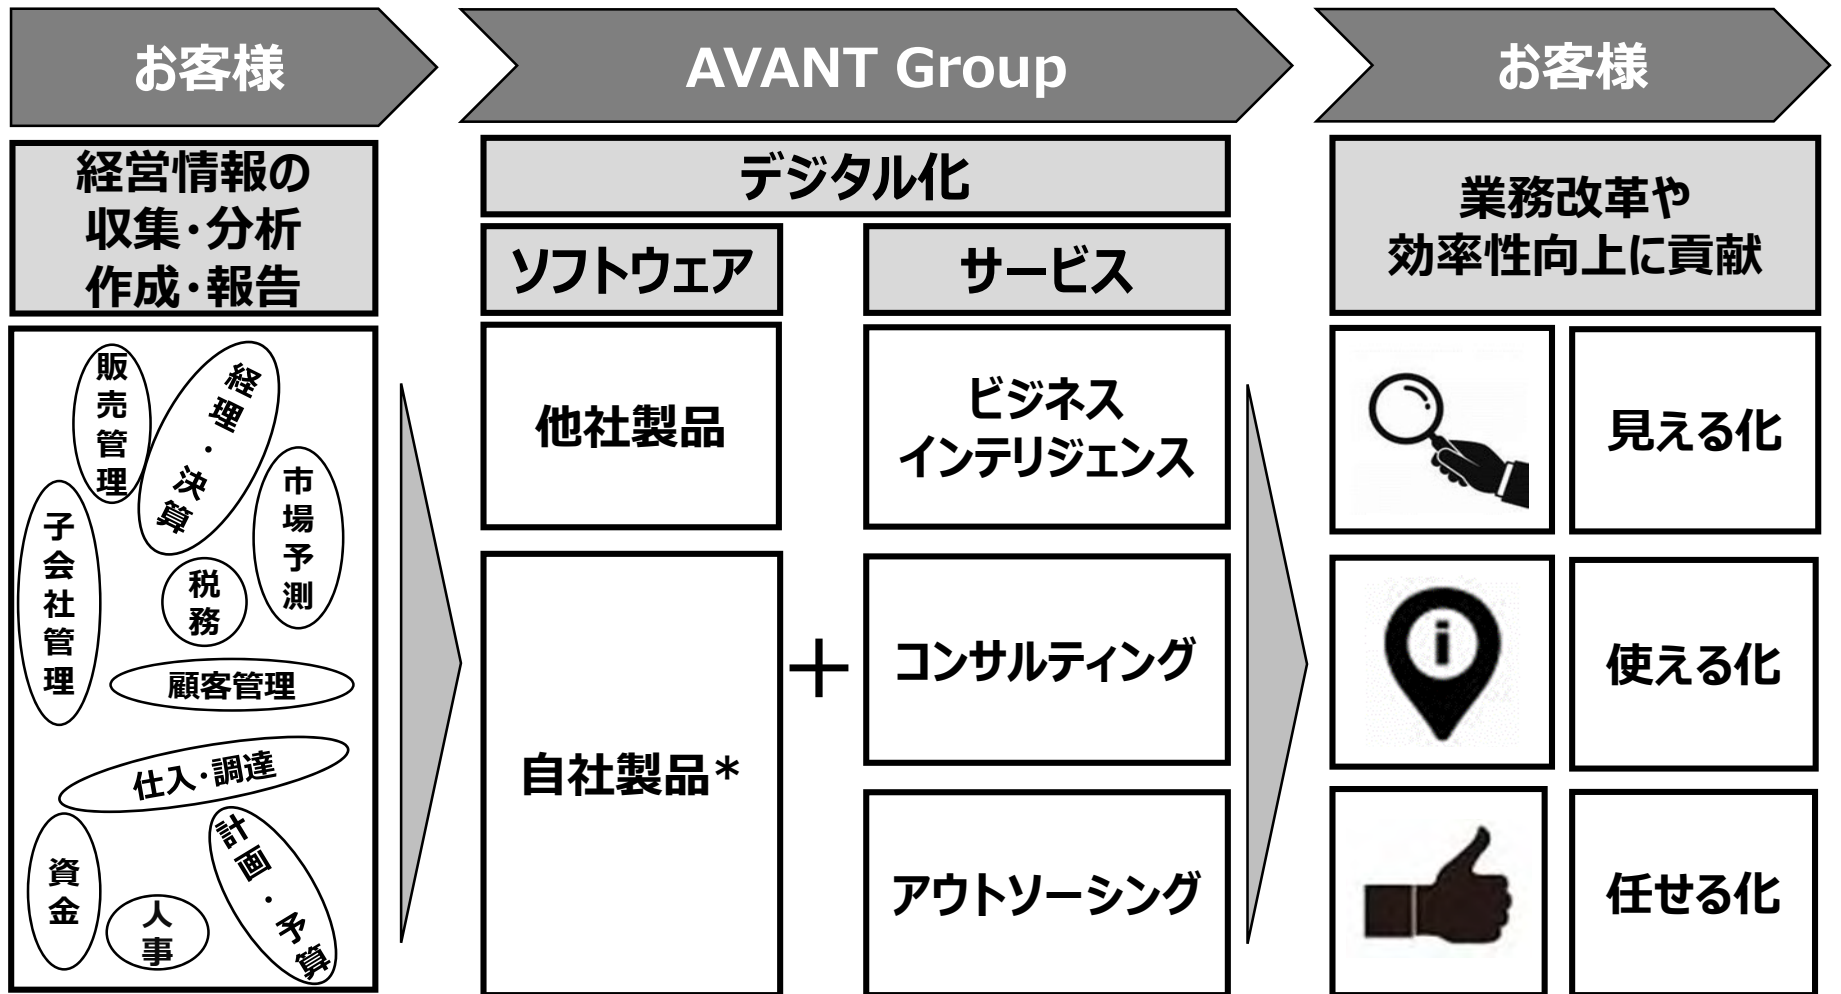 お客様
AVANT Group
お客様
経営情報の
収集・分析
作成・報告
販売管理
経理・決算
市場予測
子会社管理
税務
顧客管理
仕入・調達
資金
人事
計画・予算
デジタル化
ソフトウェア
サービス
他社製品
自社製品*
＋
ビジネス
インテリジェンス
コンサルティング
アウトソーシング
業務改革や
効率性向上に貢献
見える化
i
使える化
任せる化